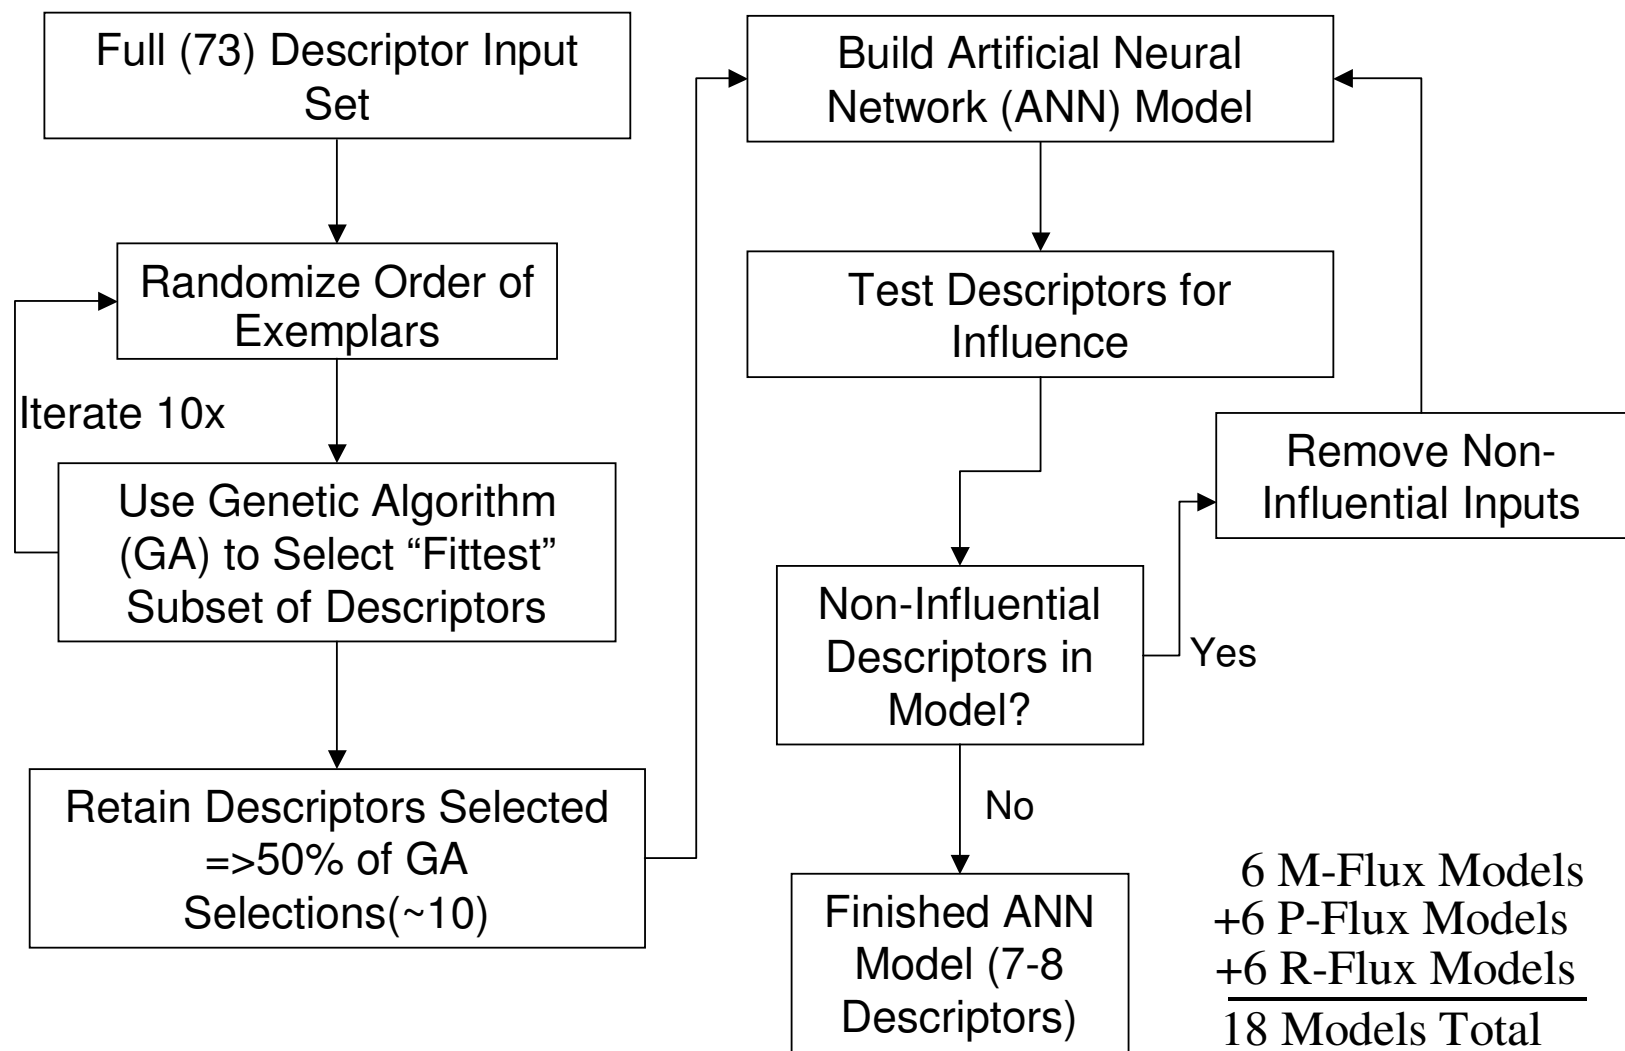 Full (73) Descriptor Input
Set
Randomize Order of
Exemplars
Iterate 10x
Use Genetic Algorithm
(GA) to Select “Fittest”
Subset of Descriptors
Retain Descriptors Selected
=>50% of GA
Selections(~10)
Build Artificial Neural
Network (ANN) Model
Test Descriptors for
Influence
Remove Non-
Influential Inputs
Non-Influential
Descriptors in
Model?
Yes
No
Finished ANN
Model (7-8
Descriptors)
6 M-Flux Models
+6 P-Flux Models
+6 R-Flux Models
18 Models Total